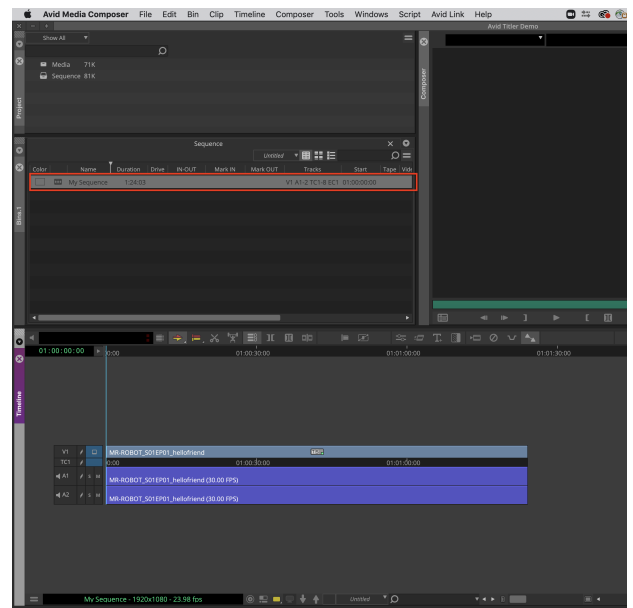 Avid Media Composer File Edit Bin Clip Timeline Composer Tools Windows Script Avid Link Help
Avid Titler Demo
Show All
Media 71K
Sequence 81K
Project
Composer
Sequence
Untitled
Color Name Duration Drive IN-OUT Mark IN Mark OUT Tracks Start Tape Vide
My Sequence 1:24:03 V1 A1-2 TC1-8 EC1 01:00:00:00
Bins.1
01:00:00:00 0:00 01:00:30:00 01:01:00:00 01:01:30:00
Timeline
V1 MR-ROBOT_S01EP01_hellofriend
TC1 0:00 01:00:30:00 01:01:00:00
A1 S M MR-ROBOT_S01EP01_hellofriend (30.00 FPS)
A2 S M MR-ROBOT_S01EP01_hellofriend (30.00 FPS)
My Sequence - 1920x1080 - 23.98 fps Untitled